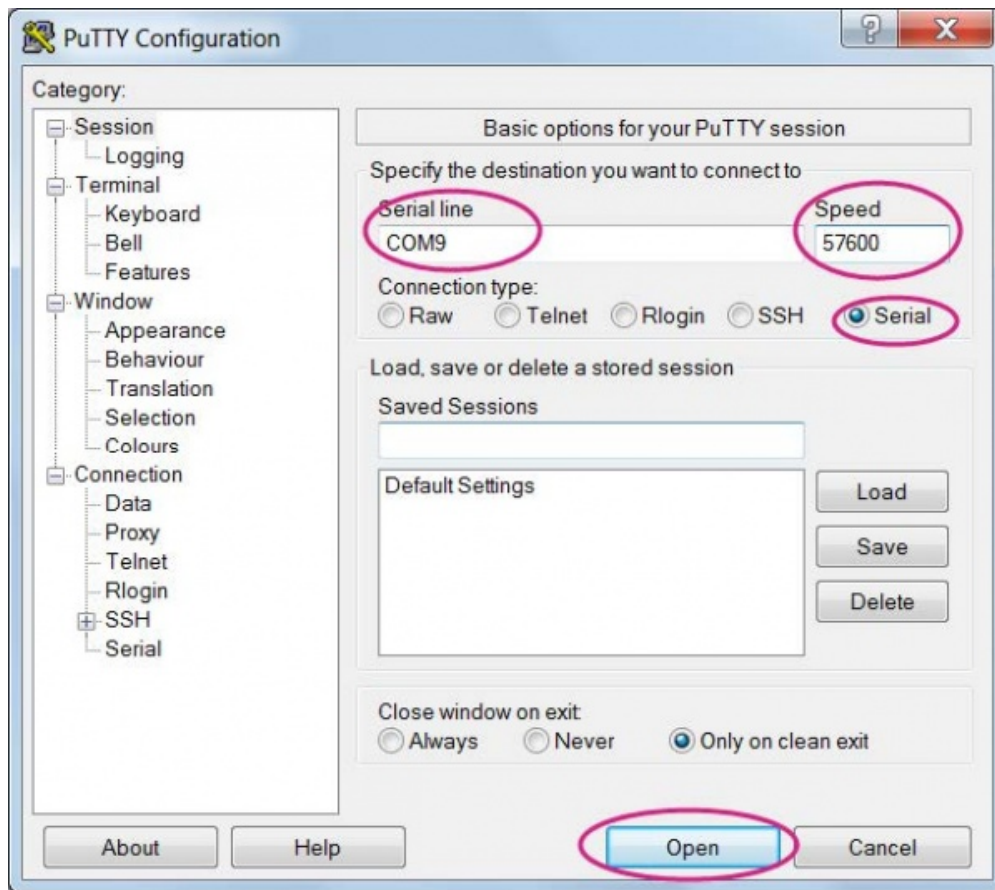 PuTTY Configuration
Category:
Session
Logging
Terminal
Keyboard
Bell
Features
Window
Appearance
Behaviour
Translation
Selection
Colours
Connection
Data
Proxy
Telnet
Rlogin
SSH
Serial
Basic options for your PuTTY session
Specify the destination you want to connect to
Serial line Speed
COM9 57600
Connection type:
Raw Telnet Rlogin SSH Serial
Load, save or delete a stored session
Saved Sessions
Default Settings
Load
Save
Delete
Close window on exit:
Always Never Only on clean exit
About Help Open Cancel